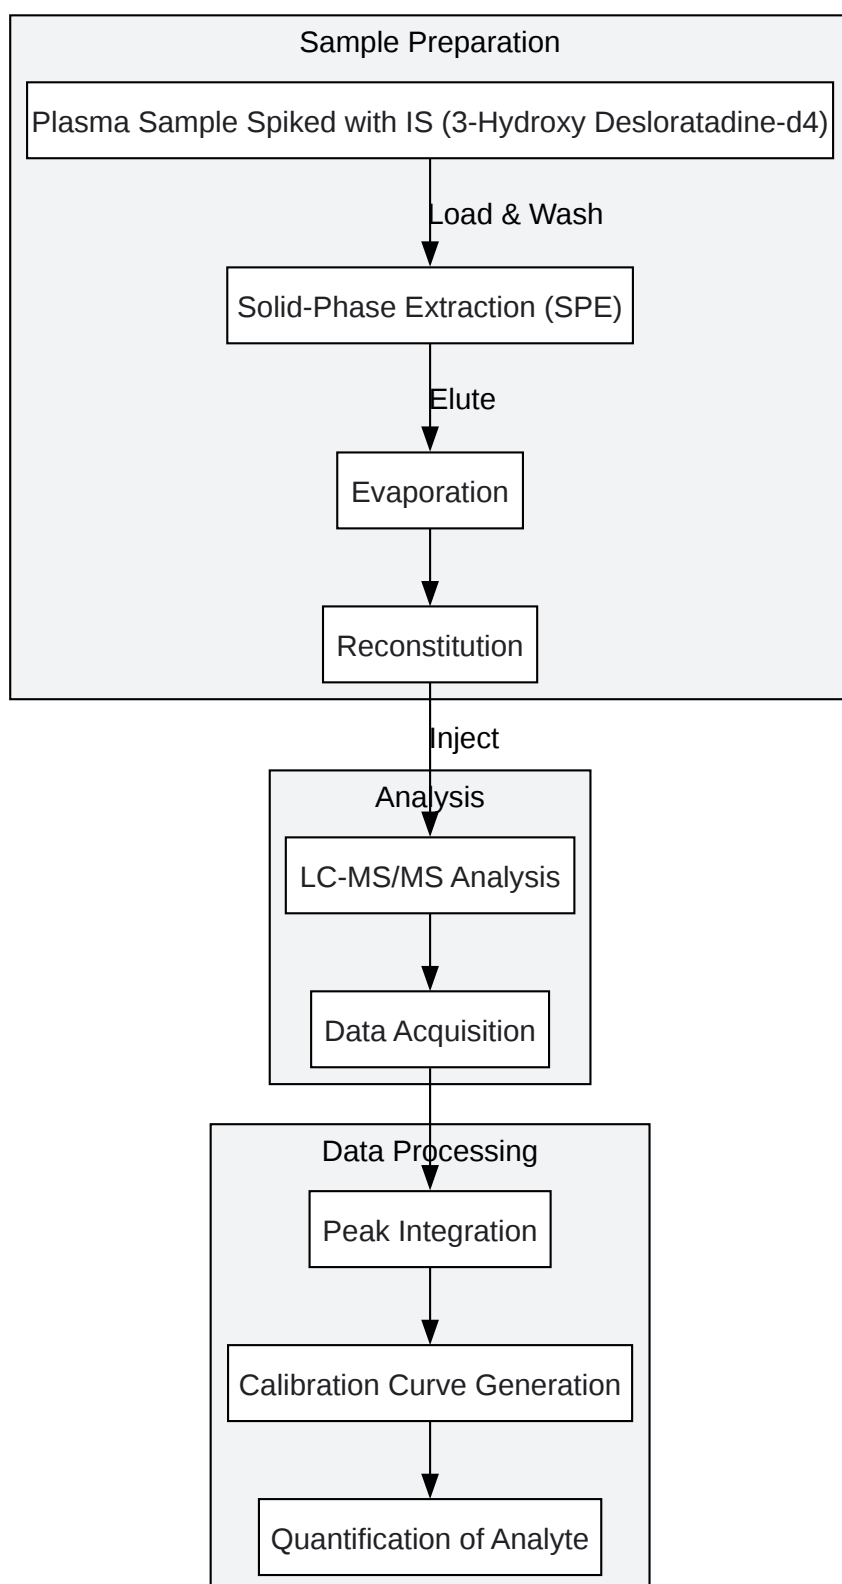 Sample Preparation
Plasma Sample Spiked with IS (3-Hydroxy Desloratadine-d4)
Load & Wash
Solid-Phase Extraction (SPE)
Elute
Evaporation
Reconstitution
Inject
Analysis
LC-MS/MS Analysis
Data Acquisition
Data Processing
Peak Integration
Calibration Curve Generation
Quantification of Analyte